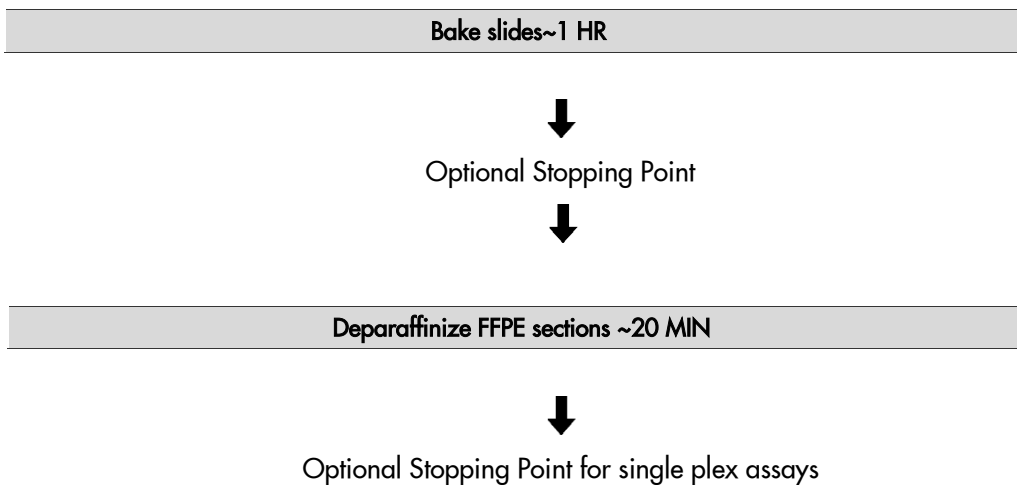 Bake slides~1 HR
Optional Stopping Point
Deparaffinize FFPE sections ~20 MIN
Optional Stopping Point for single plex assays